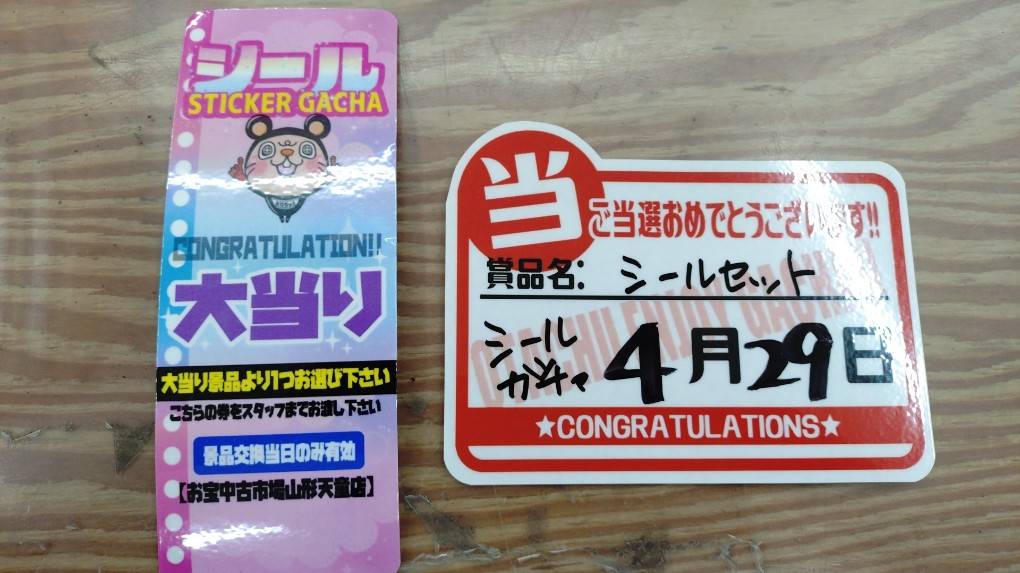 シール
STICKER GACHA
CONGRATULATION!!
大当り
大当り景品より1つお選び下さい
こちらの券をスタッフまでお渡し下さい
景品交換当日のみ有効
【お宝中古市場山形天童店】
当
ご当選おめでとうございます!!
賞品名: シールセット
シール
ガチャ
4月29日
★CONGRATULATIONS★